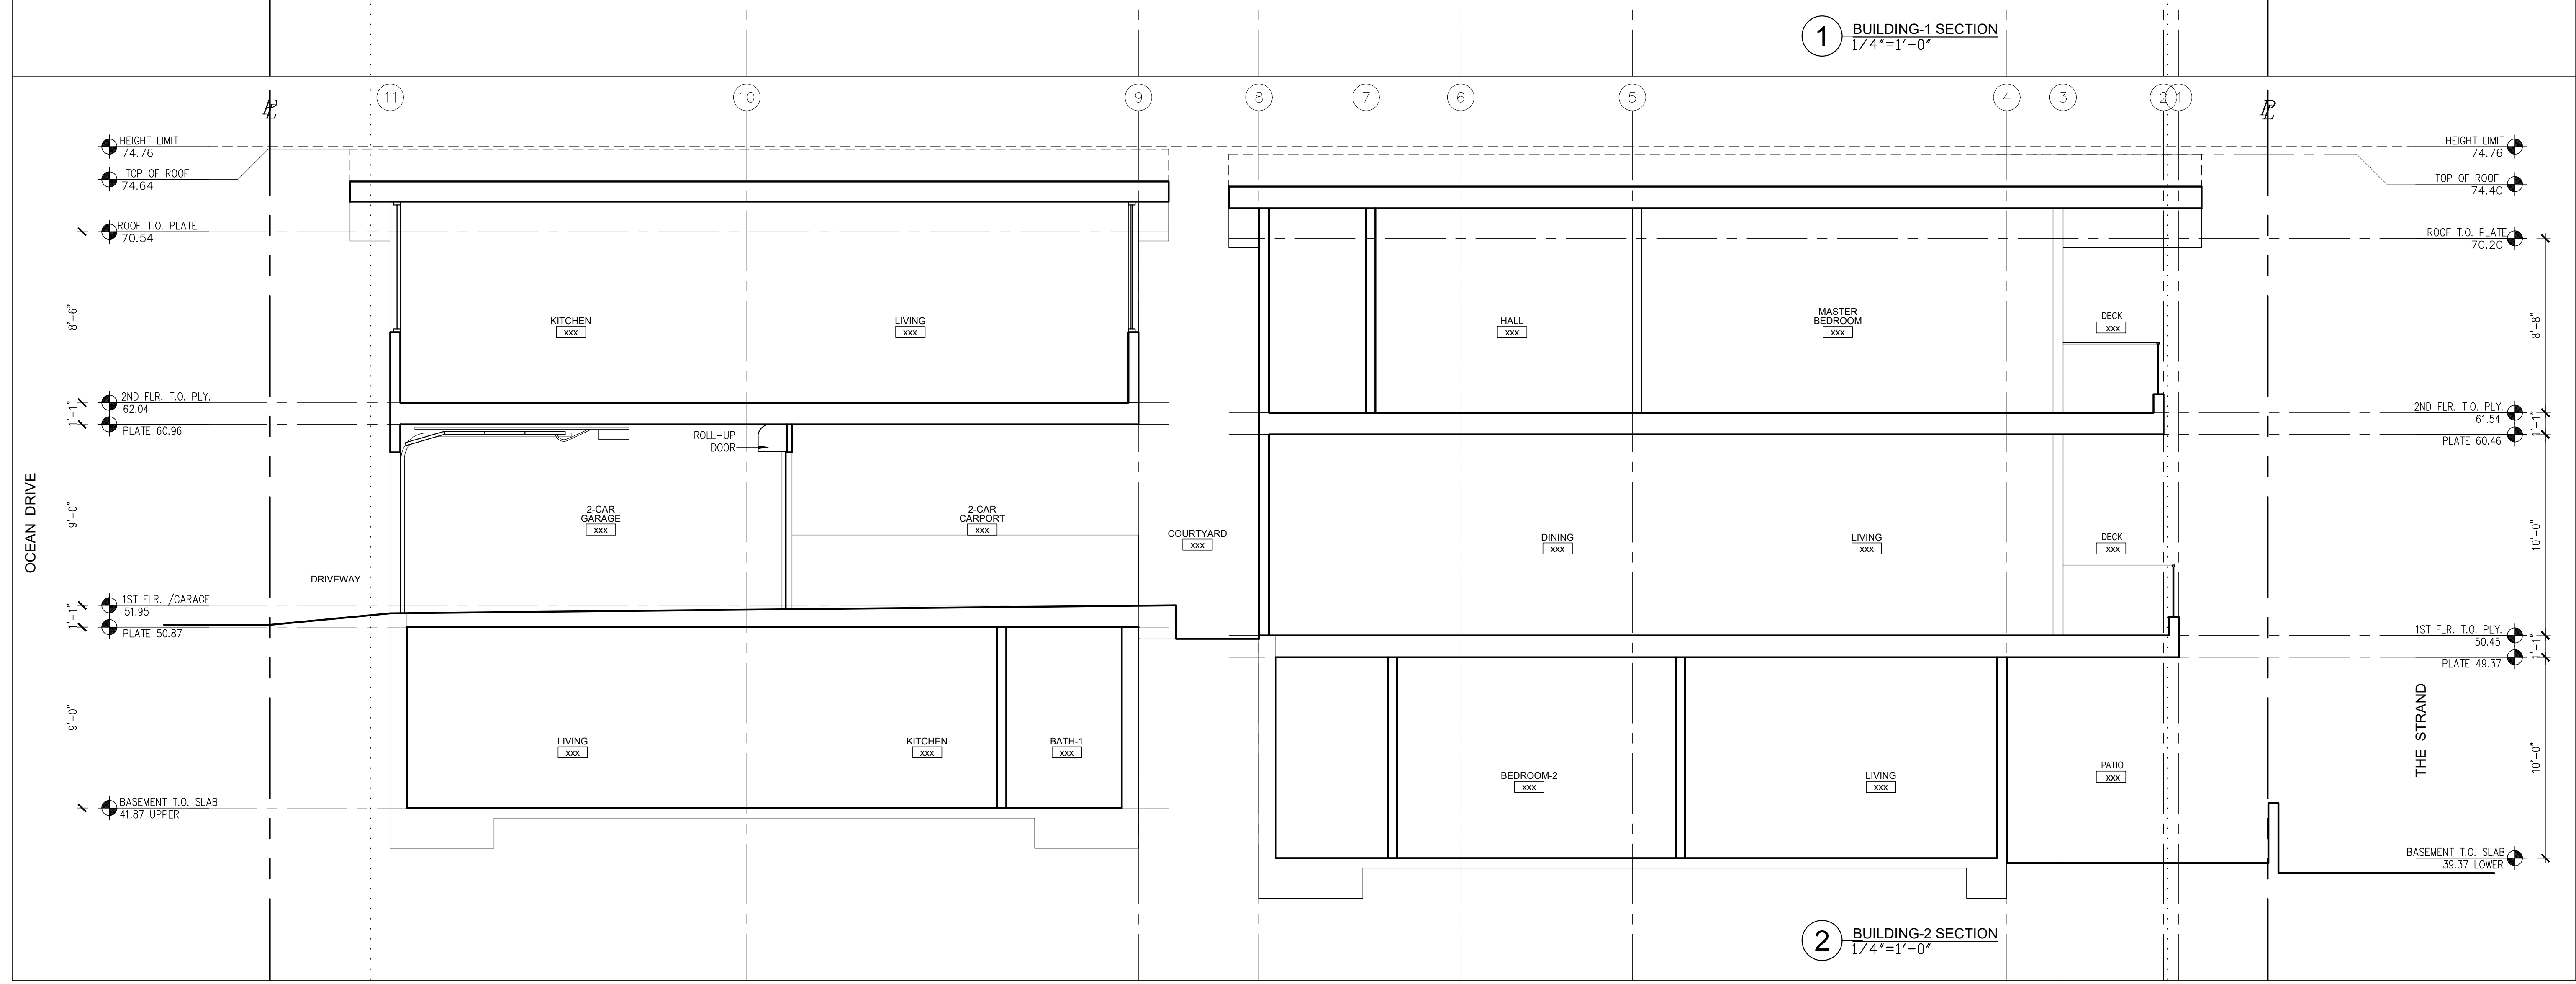 1
BUILDING-1 SECTION
1/4"=1'-0"
11
10
9
8
7
6
5
4
3
2
1
PL
PL
HEIGHT LIMIT
74.76
TOP OF ROOF
74.64
ROOF T.O. PLATE
70.54
8'-6"
2ND FLR. T.O. PLY.
62.04
1'-1"
PLATE 60.96
9'-0"
OCEAN DRIVE
1ST FLR. /GARAGE
51.95
1'-1"
PLATE 50.87
9'-0"
BASEMENT T.O. SLAB
41.87 UPPER
KITCHEN
xxx
LIVING
xxx
ROLL-UP
DOOR
2-CAR
GARAGE
xxx
2-CAR
CARPORT
xxx
COURTYARD
xxx
DRIVEWAY
LIVING
xxx
KITCHEN
xxx
BATH-1
xxx
HALL
xxx
MASTER
BEDROOM
xxx
DECK
xxx
DINING
xxx
LIVING
xxx
DECK
xxx
BEDROOM-2
xxx
LIVING
xxx
PATIO
xxx
HEIGHT LIMIT
74.76
TOP OF ROOF
74.40
ROOF T.O. PLATE
70.20
8'-8"
2ND FLR. T.O. PLY.
61.54
1'-1"
PLATE 60.46
10'-0"
1ST FLR. T.O. PLY.
50.45
1'-1"
PLATE 49.37
THE STRAND
10'-0"
BASEMENT T.O. SLAB
39.37 LOWER
2
BUILDING-2 SECTION
1/4"=1'-0"